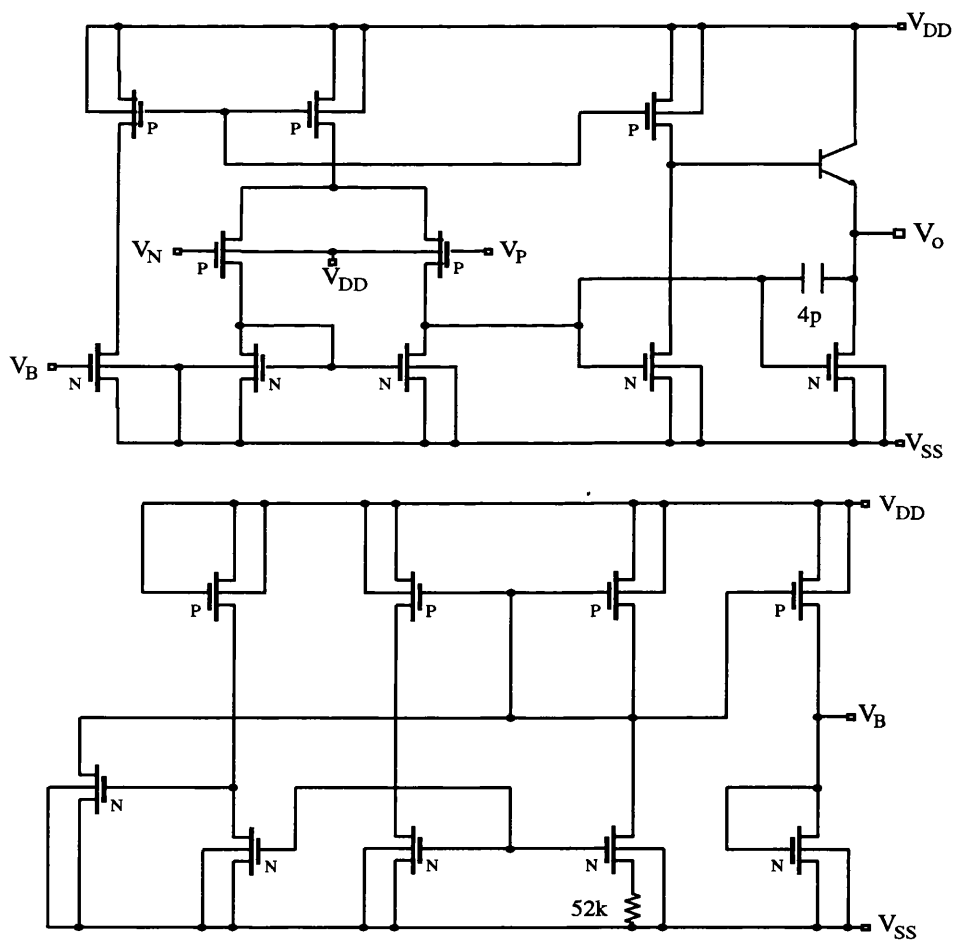 V_DD
P P P
V_N P V_DD P V_P
V_O
4p
V_B N N N N N
V_SS
V_DD
P P P P
V_B
N
N N N N
52k
V_SS